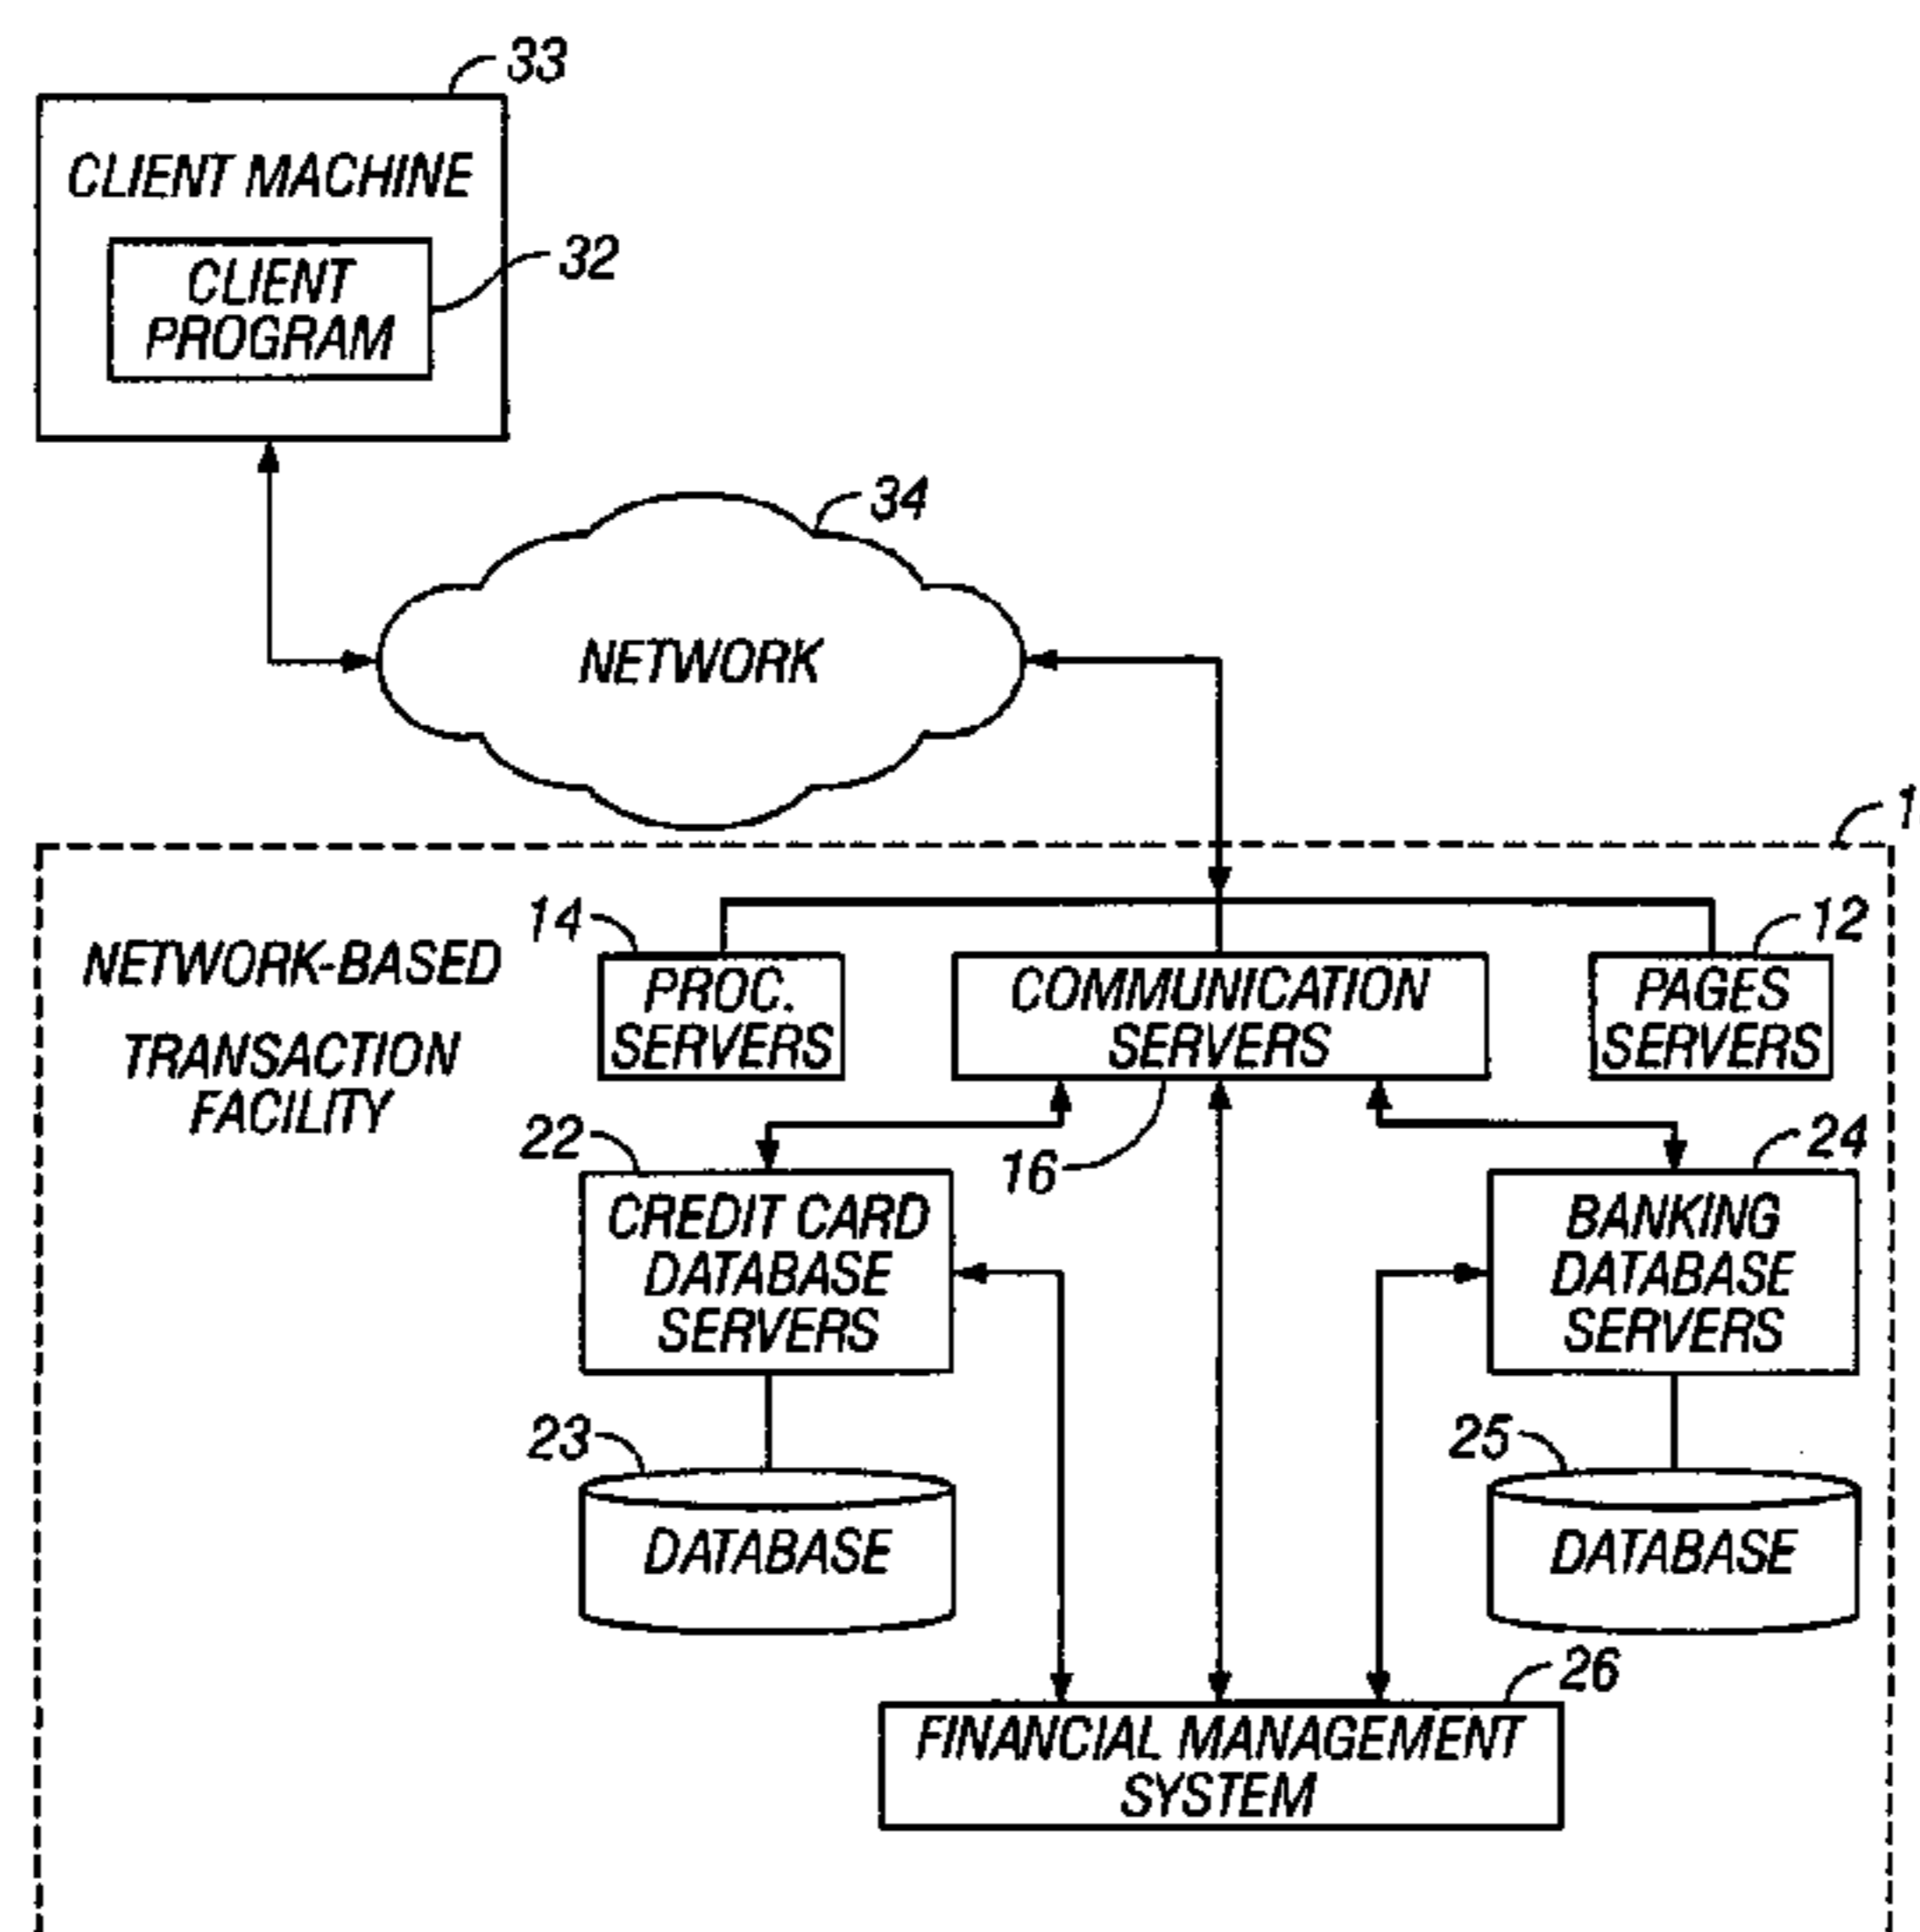 33
CLIENT MACHINE
CLIENT
PROGRAM
32
34
NETWORK
NETWORK-BASED
TRANSACTION
FACILITY
14
PROC.
SERVERS
COMMUNICATION
SERVERS
12
PAGES
SERVERS
16
22
CREDIT CARD
DATABASE
SERVERS
24
BANKING
DATABASE
SERVERS
23
DATABASE
25
DATABASE
26
FINANCIAL MANAGEMENT
SYSTEM